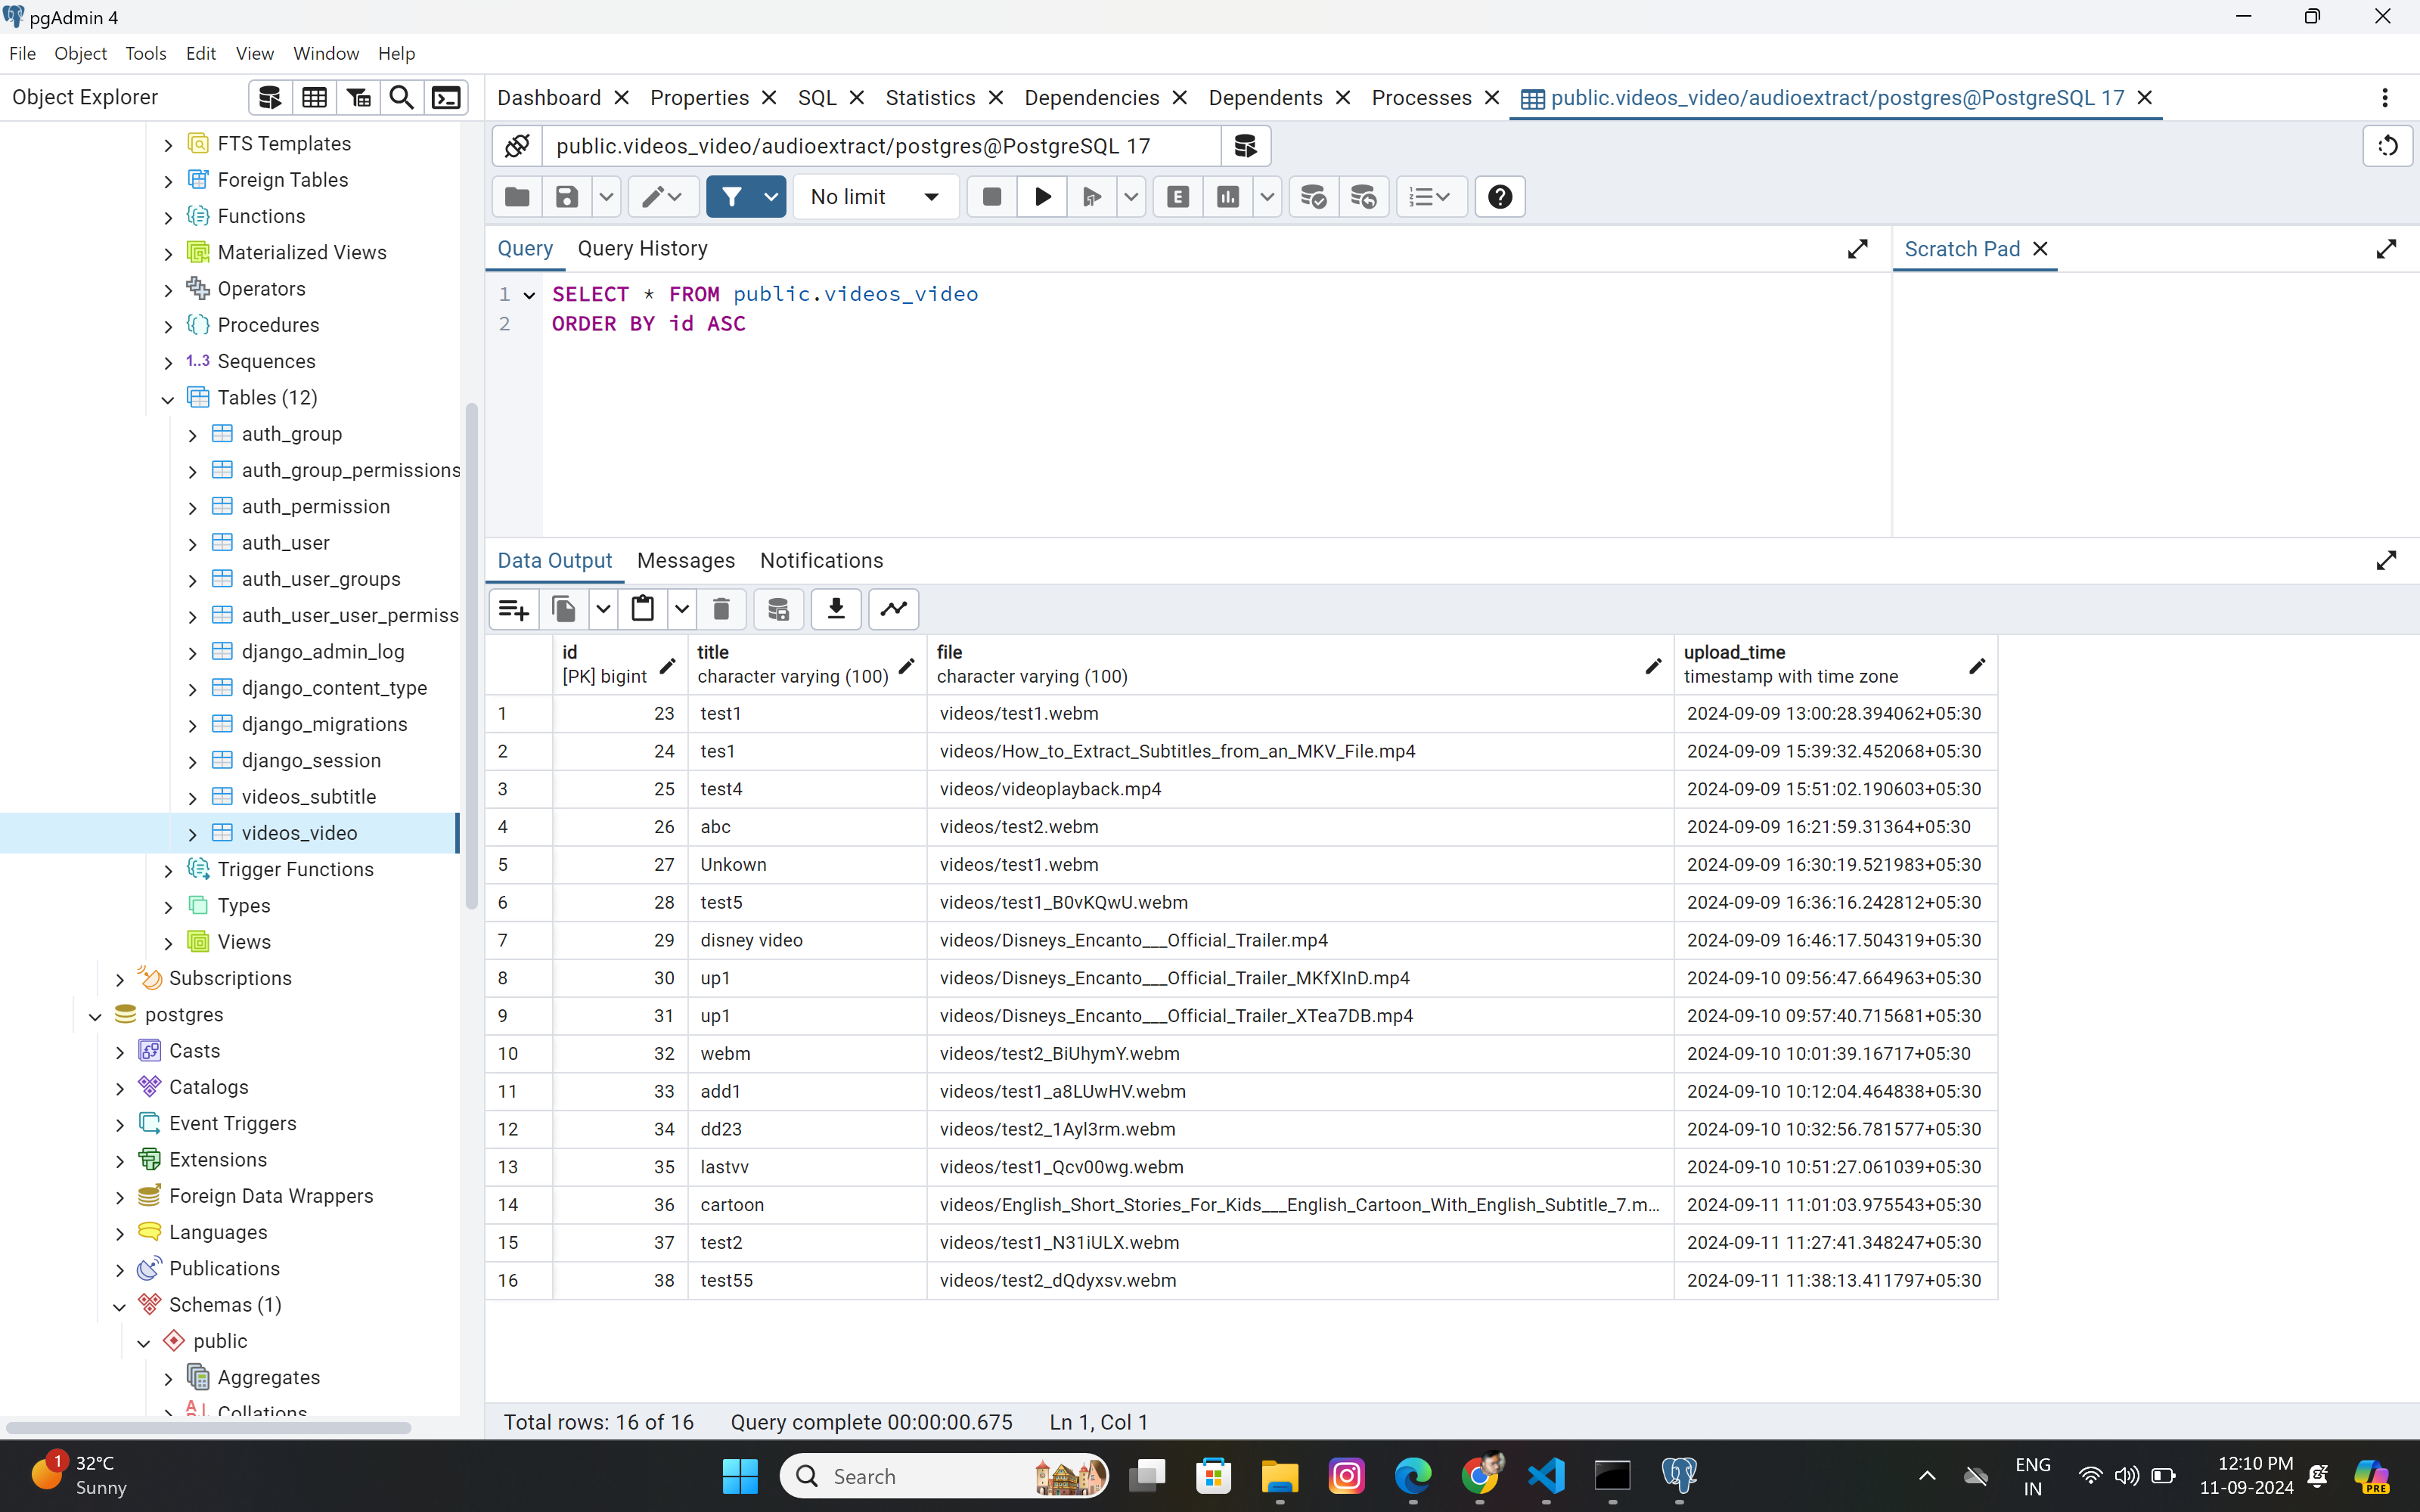 pgAdmin 4
File Object Tools Edit View Window Help
Object Explorer
Dashboard Properties SQL Statistics Dependencies Dependents Processes public.videos_video/audioextract/postgres@PostgreSQL 17
public.videos_video/audioextract/postgres@PostgreSQL 17
No limit
E
Query Query History
Scratch Pad
1 SELECT * FROM public.videos_video
2 ORDER BY id ASC
FTS Templates
Foreign Tables
Functions
Materialized Views
Operators
Procedures
1..3 Sequences
Tables (12)
auth_group
auth_group_permissions
auth_permission
auth_user
auth_user_groups
auth_user_user_permiss
django_admin_log
django_content_type
django_migrations
django_session
videos_subtitle
videos_video
Trigger Functions
Types
Views
Subscriptions
postgres
Casts
Catalogs
Event Triggers
Extensions
Foreign Data Wrappers
Languages
Publications
Schemas (1)
public
Aggregates
Collations
Data Output Messages Notifications
id title file upload_time
[PK] bigint character varying (100) character varying (100) timestamp with time zone
1 23 test1 videos/test1.webm 2024-09-09 13:00:28.394062+05:30
2 24 tes1 videos/How_to_Extract_Subtitles_from_an_MKV_File.mp4 2024-09-09 15:39:32.452068+05:30
3 25 test4 videos/videoplayback.mp4 2024-09-09 15:51:02.190603+05:30
4 26 abc videos/test2.webm 2024-09-09 16:21:59.31364+05:30
5 27 Unkown videos/test1.webm 2024-09-09 16:30:19.521983+05:30
6 28 test5 videos/test1_B0vKQwU.webm 2024-09-09 16:36:16.242812+05:30
7 29 disney video videos/Disneys_Encanto___Official_Trailer.mp4 2024-09-09 16:46:17.504319+05:30
8 30 up1 videos/Disneys_Encanto___Official_Trailer_MKfXInD.mp4 2024-09-10 09:56:47.664963+05:30
9 31 up1 videos/Disneys_Encanto___Official_Trailer_XTea7DB.mp4 2024-09-10 09:57:40.715681+05:30
10 32 webm videos/test2_BiUhymY.webm 2024-09-10 10:01:39.16717+05:30
11 33 add1 videos/test1_a8LUwHV.webm 2024-09-10 10:12:04.464838+05:30
12 34 dd23 videos/test2_1Ayl3rm.webm 2024-09-10 10:32:56.781577+05:30
13 35 lastvv videos/test1_Qcv00wg.webm 2024-09-10 10:51:27.061039+05:30
14 36 cartoon videos/English_Short_Stories_For_Kids___English_Cartoon_With_English_Subtitle_7.m... 2024-09-11 11:01:03.975543+05:30
15 37 test2 videos/test1_N31iULX.webm 2024-09-11 11:27:41.348247+05:30
16 38 test55 videos/test2_dQdyxsv.webm 2024-09-11 11:38:13.411797+05:30
Total rows: 16 of 16 Query complete 00:00:00.675 Ln 1, Col 1
1 32°C
Sunny
Search
ENG
IN
12:10 PM
11-09-2024
PRE